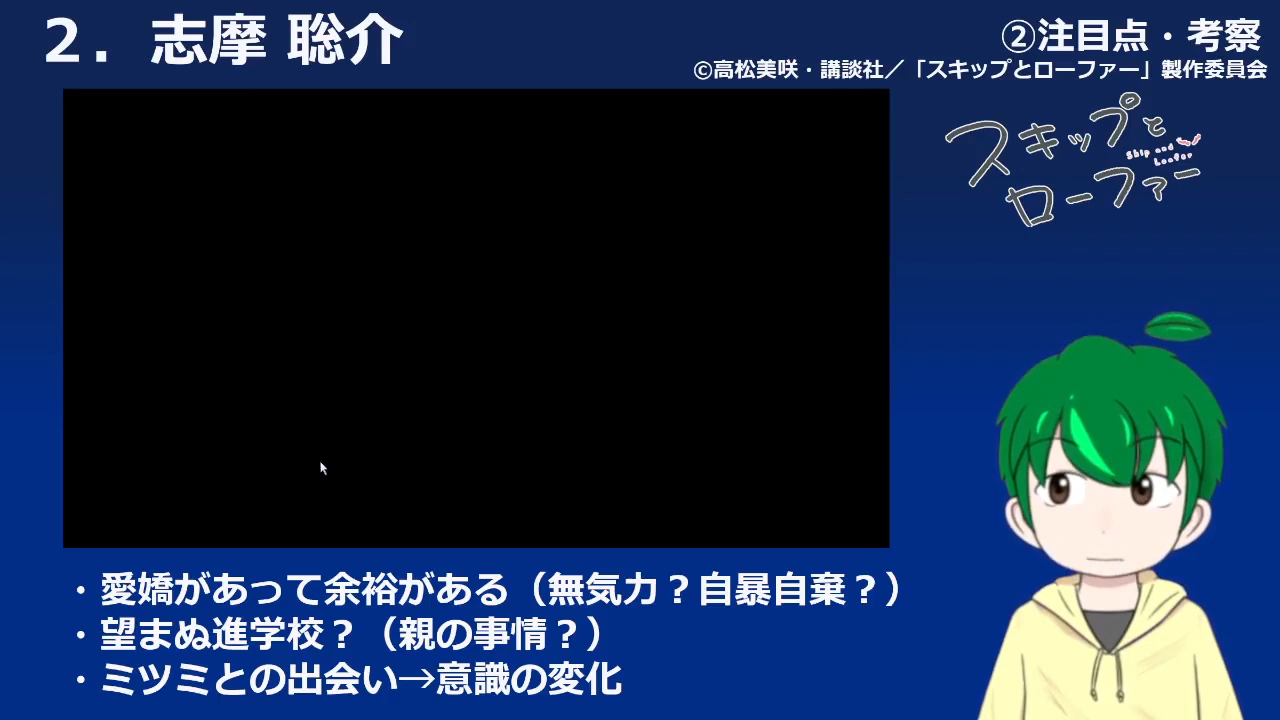 ２．志摩 聡介
②注目点・考察
©高松美咲・講談社／「スキップとローファー」製作委員会
スキップと
Skip and
Loafer
ローファー
・愛嬌があって余裕がある（無気力？自暴自棄？）
・望まぬ進学校？（親の事情？）
・ミツミとの出会い→意識の変化